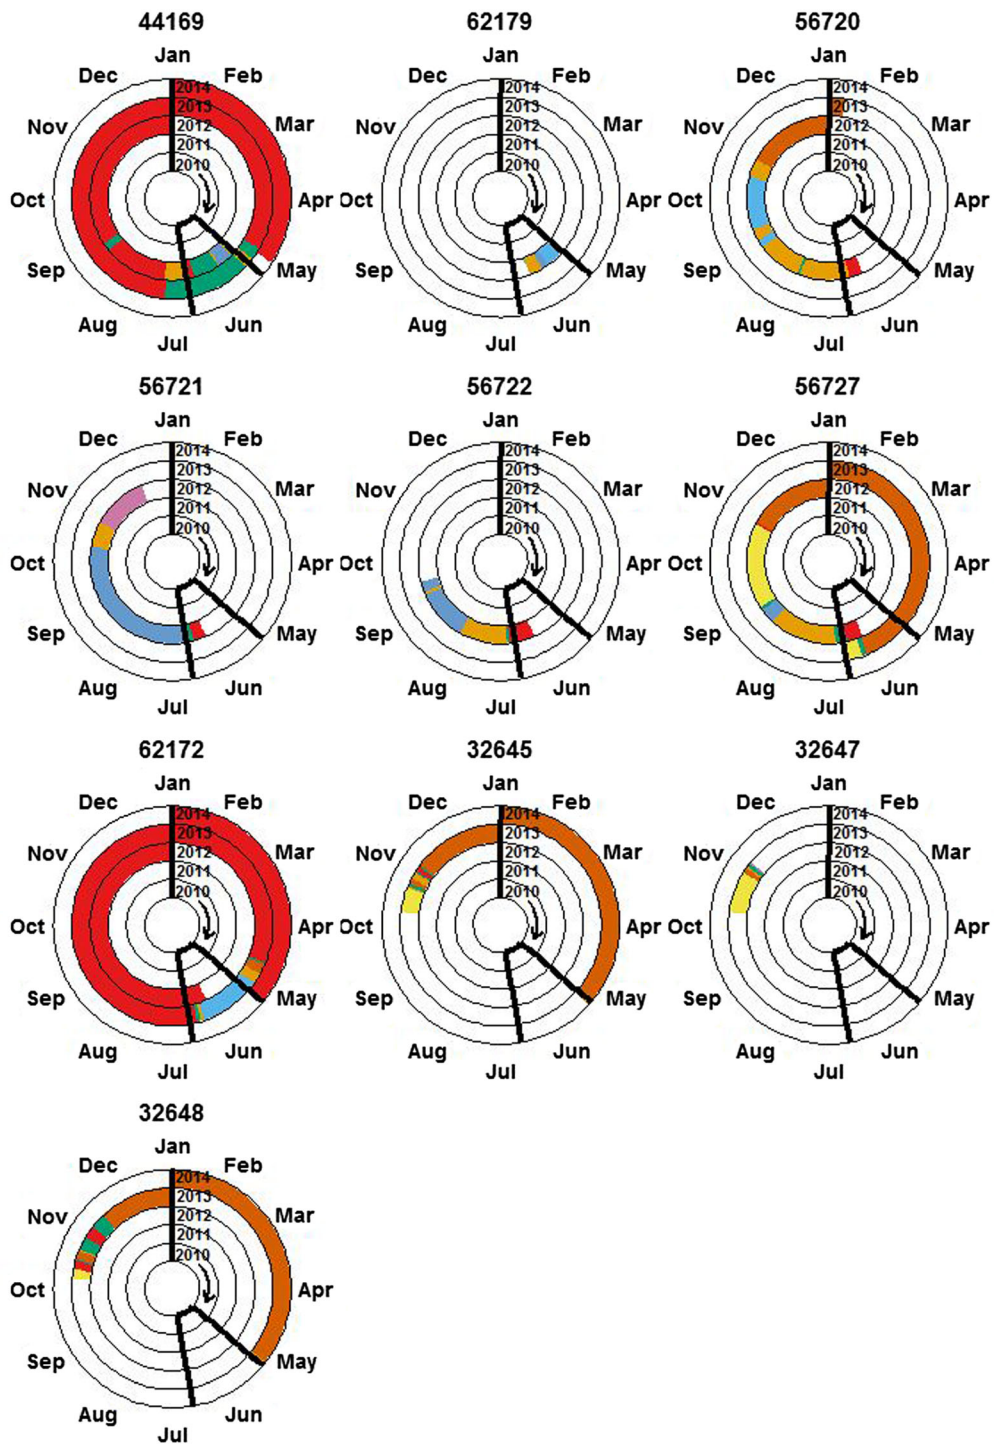 44169 62179 56720
Jan Jan Jan
Dec Feb Dec Feb Dec Feb
2014 2014 2014
2013 2013 2013
Nov Mar Nov Mar Nov Mar
2012 2012 2012
2011 2011 2011
2010 2010 2010
Oct Apr Oct Apr Oct Apr
Sep May Sep May Sep May
Aug Jun Aug Jun Aug Jun
Jul Jul Jul
56721 56722 56727
Jan Jan Jan
Dec Feb Dec Feb Dec Feb
2014 2014 2014
2013 2013 2013
Nov Mar Nov Mar Nov Mar
2012 2012 2012
2011 2011 2011
2010 2010 2010
Oct Apr Oct Apr Oct Apr
Sep May Sep May Sep May
Aug Jun Aug Jun Aug Jun
Jul Jul Jul
62172 32645 32647
Jan Jan Jan
Dec Feb Dec Feb Dec Feb
2014 2014 2014
2013 2013 2013
Nov Mar Nov Mar Nov Mar
2012 2012 2012
2011 2011 2011
2010 2010 2010
Oct Apr Oct Apr Oct Apr
Sep May Sep May Sep May
Aug Jun Aug Jun Aug Jun
Jul Jul Jul
32648
Jan
Dec Feb
2014
2013
Nov Mar
2012
2011
2010
Oct Apr
Sep May
Aug Jun
Jul